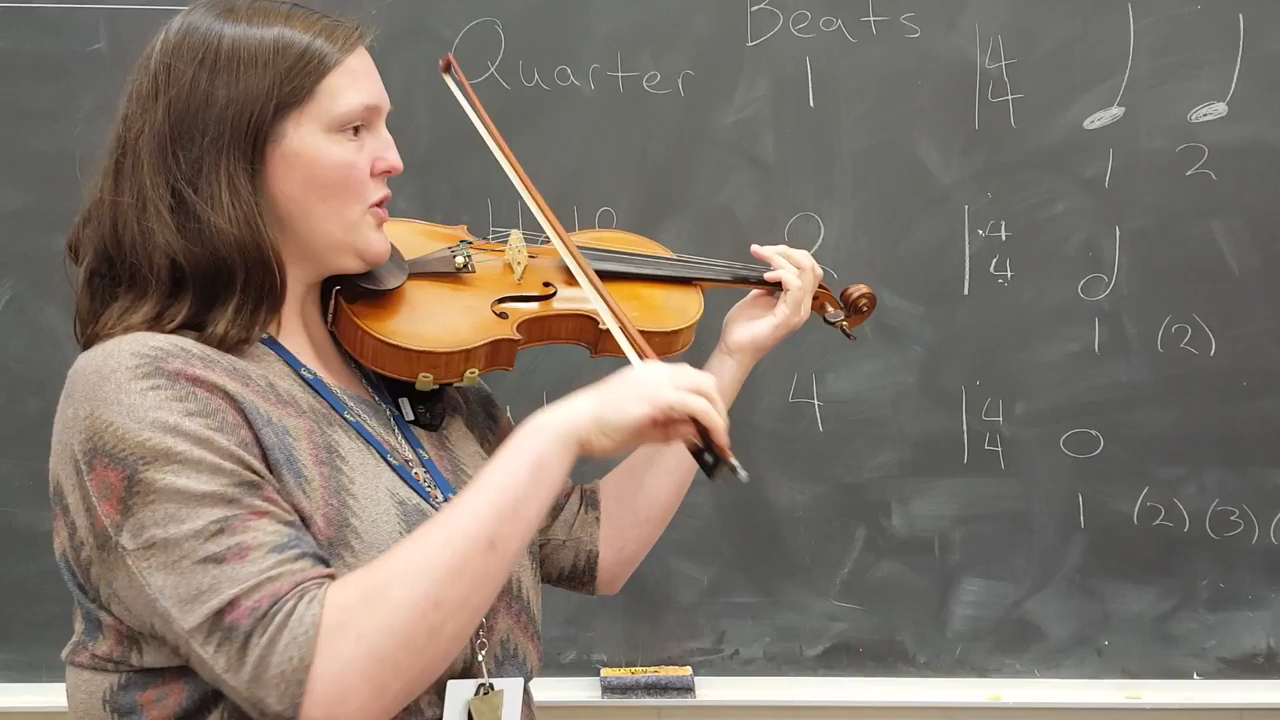 Beats
Quarter 1 4 4
1 2
2 4 4
1 (2)
4 4 4
1 (2) (3) (